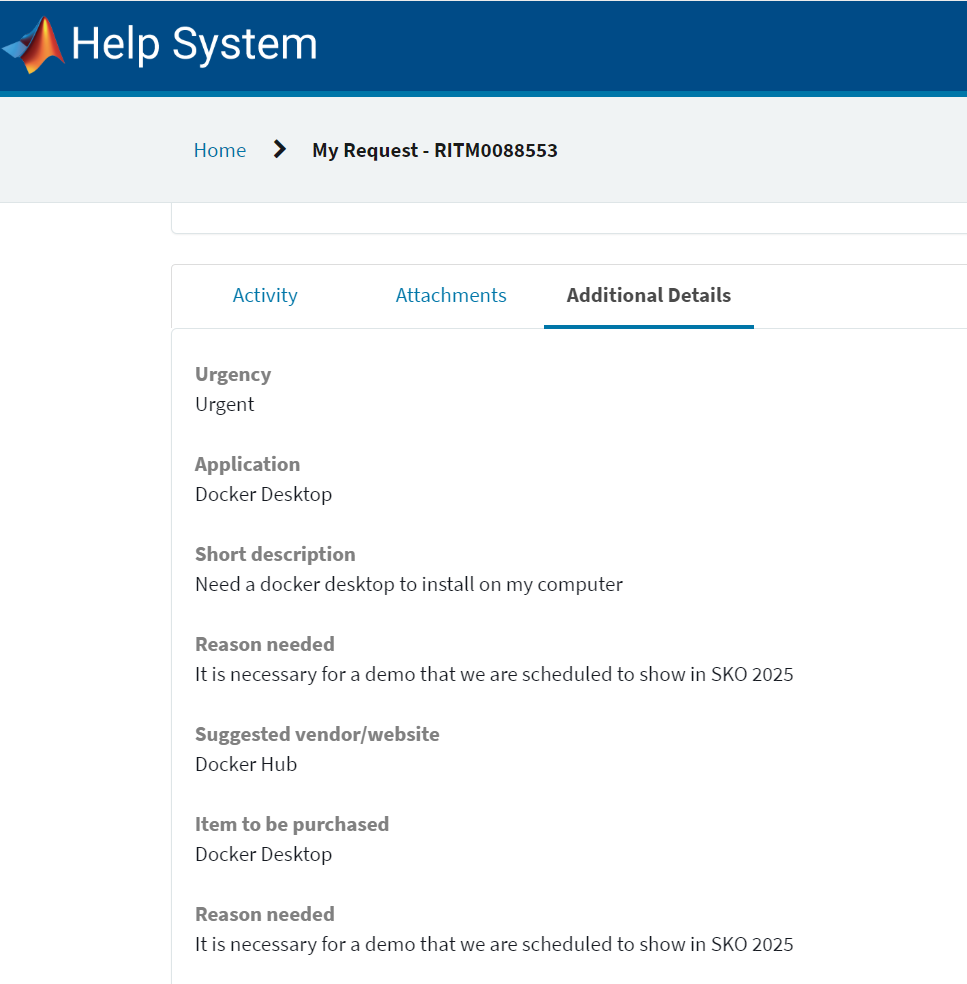 Help System
Home > My Request - RITM0088553
Activity Attachments Additional Details
Urgency
Urgent
Application
Docker Desktop
Short description
Need a docker desktop to install on my computer
Reason needed
It is necessary for a demo that we are scheduled to show in SKO 2025
Suggested vendor/website
Docker Hub
Item to be purchased
Docker Desktop
Reason needed
It is necessary for a demo that we are scheduled to show in SKO 2025